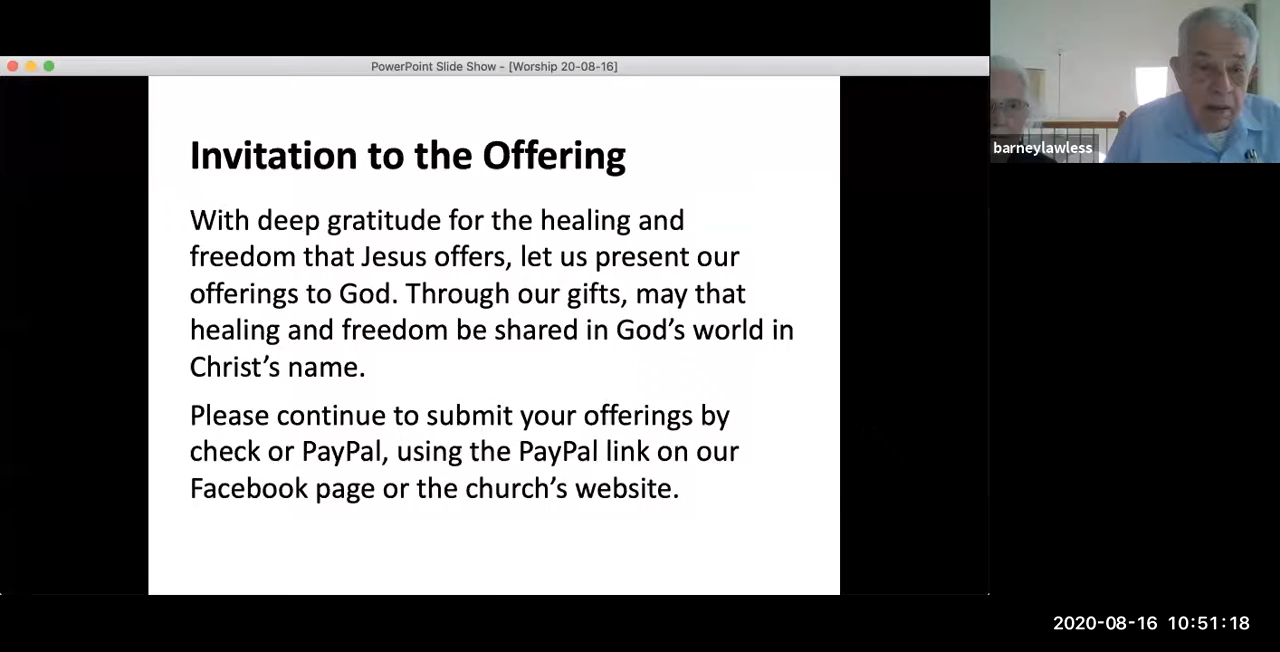 PowerPoint Slide Show - [Worship 20-08-16]
Invitation to the Offering
With deep gratitude for the healing and
freedom that Jesus offers, let us present our
offerings to God. Through our gifts, may that
healing and freedom be shared in God’s world in
Christ’s name.
Please continue to submit your offerings by
check or PayPal, using the PayPal link on our
Facebook page or the church’s website.
barneylawless
2020-08-16 10:51:18